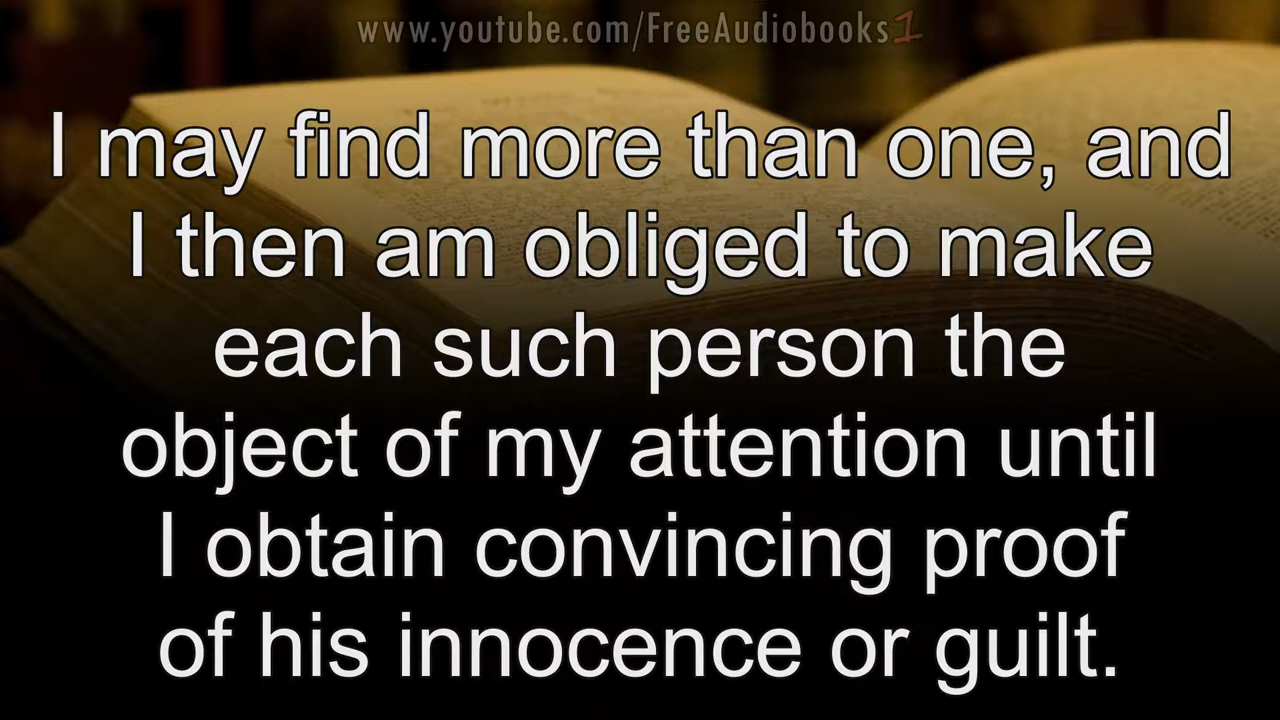 www.youtube.com/FreeAudiobooks1
I may find more than one, and
I then am obliged to make
each such person the
object of my attention until
I obtain convincing proof
of his innocence or guilt.